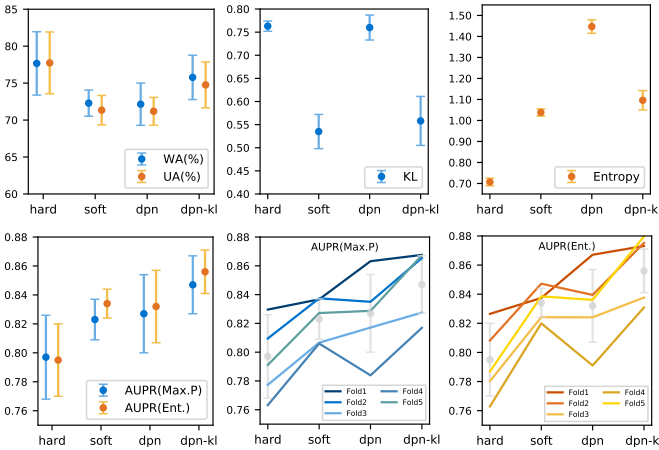 85
80
75
70
65
60
hard soft dpn dpn-kl
WA(%)
UA(%)
0.80
0.75
0.70
0.65
0.60
0.55
0.50
0.45
0.40
hard soft dpn dpn-kl
KL
1.50
1.40
1.30
1.20
1.10
1.00
0.90
0.80
0.70
hard soft dpn dpn-k
Entropy
0.88
0.86
0.84
0.82
0.80
0.78
0.76
hard soft dpn dpn-kl
AUPR(Max.P)
AUPR(Ent.)
AUPR(Max.P)
0.88
0.86
0.84
0.82
0.80
0.78
0.76
hard soft dpn dpn-kl
Fold1 Fold4
Fold2 Fold5
Fold3
AUPR(Ent.)
0.88
0.86
0.84
0.82
0.80
0.78
0.76
hard soft dpn dpn-k
Fold1 Fold4
Fold2 Fold5
Fold3